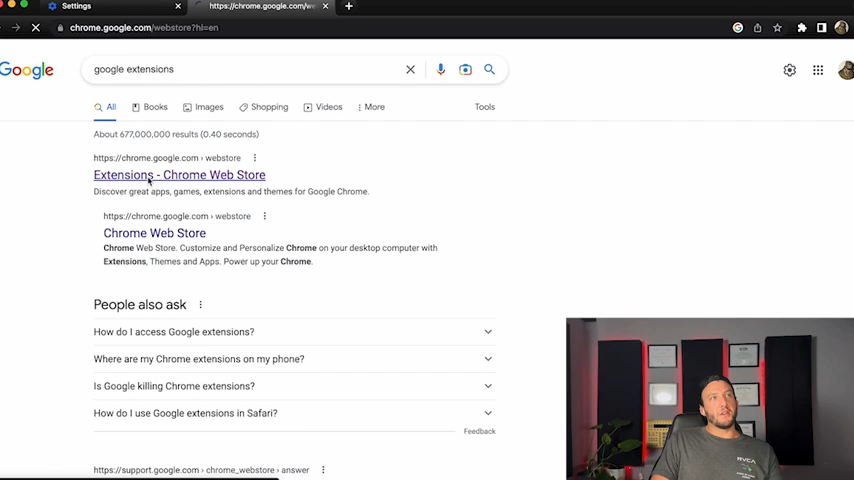 Settings
https://chrome.google.com/we
chrome.google.com/webstore?hl=en
Google
google extensions
All
Books
Images
Shopping
Videos
More
Tools
About 677,000,000 results (0.40 seconds)
https://chrome.google.com › webstore
Extensions - Chrome Web Store
Discover great apps, games, extensions and themes for Google Chrome.
https://chrome.google.com › webstore
Chrome Web Store
Chrome Web Store. Customize and Personalize Chrome on your desktop computer with
Extensions, Themes and Apps. Power up your Chrome.
People also ask
How do I access Google extensions?
Where are my Chrome extensions on my phone?
Is Google killing Chrome extensions?
How do I use Google extensions in Safari?
Feedback
https://support.google.com › chrome_webstore › answer
RVCA